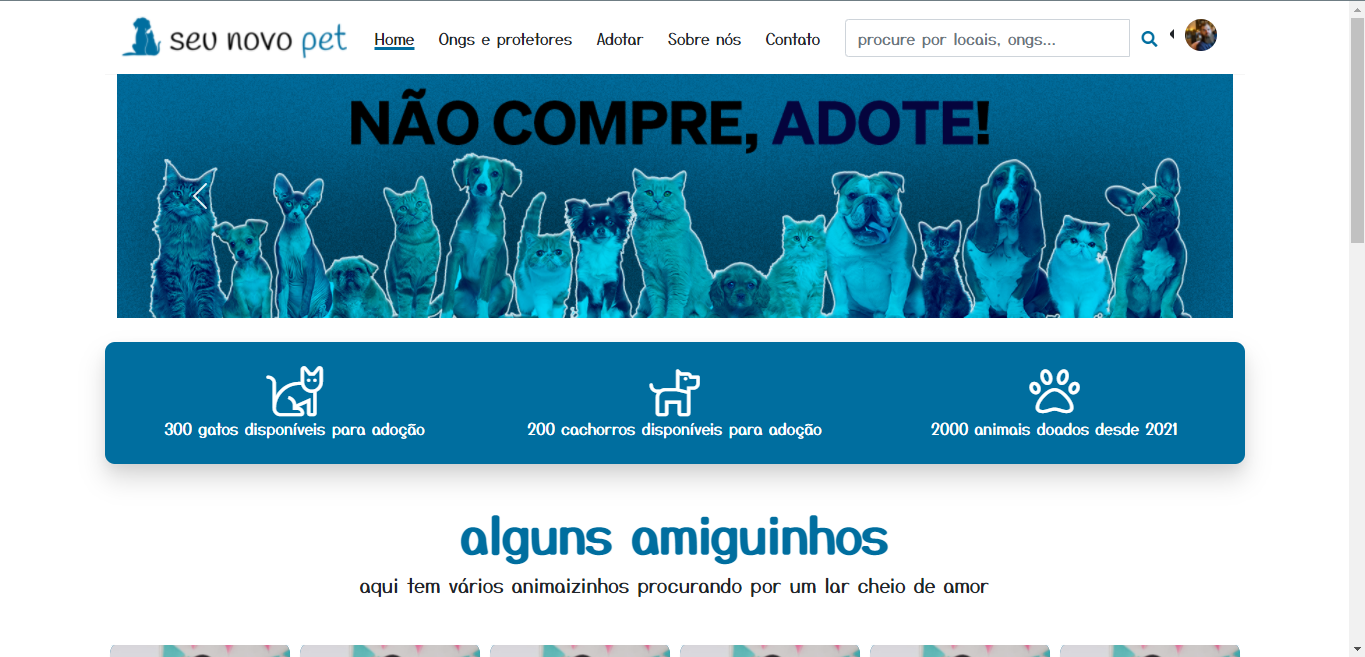 seu novo pet
Home
Ongs e protetores
Adotar
Sobre nós
Contato
procure por locais, ongs...
NÃO COMPRE, ADOTE!
300 gatos disponíveis para adoção
200 cachorros disponíveis para adoção
2000 animais doados desde 2021
alguns amiguinhos
aqui tem vários animaizinhos procurando por um lar cheio de amor